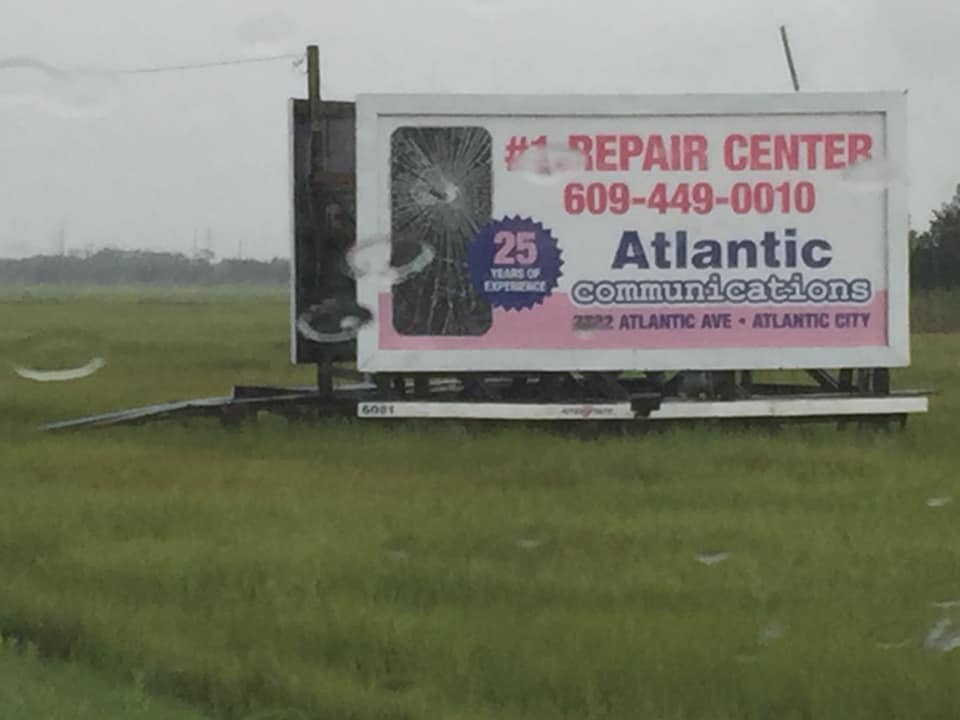 #1 REPAIR CENTER
609-449-0010
25
YEARS OF
EXPERIENCE
Atlantic
communications
ATLANTIC AVE • ATLANTIC CITY
6081